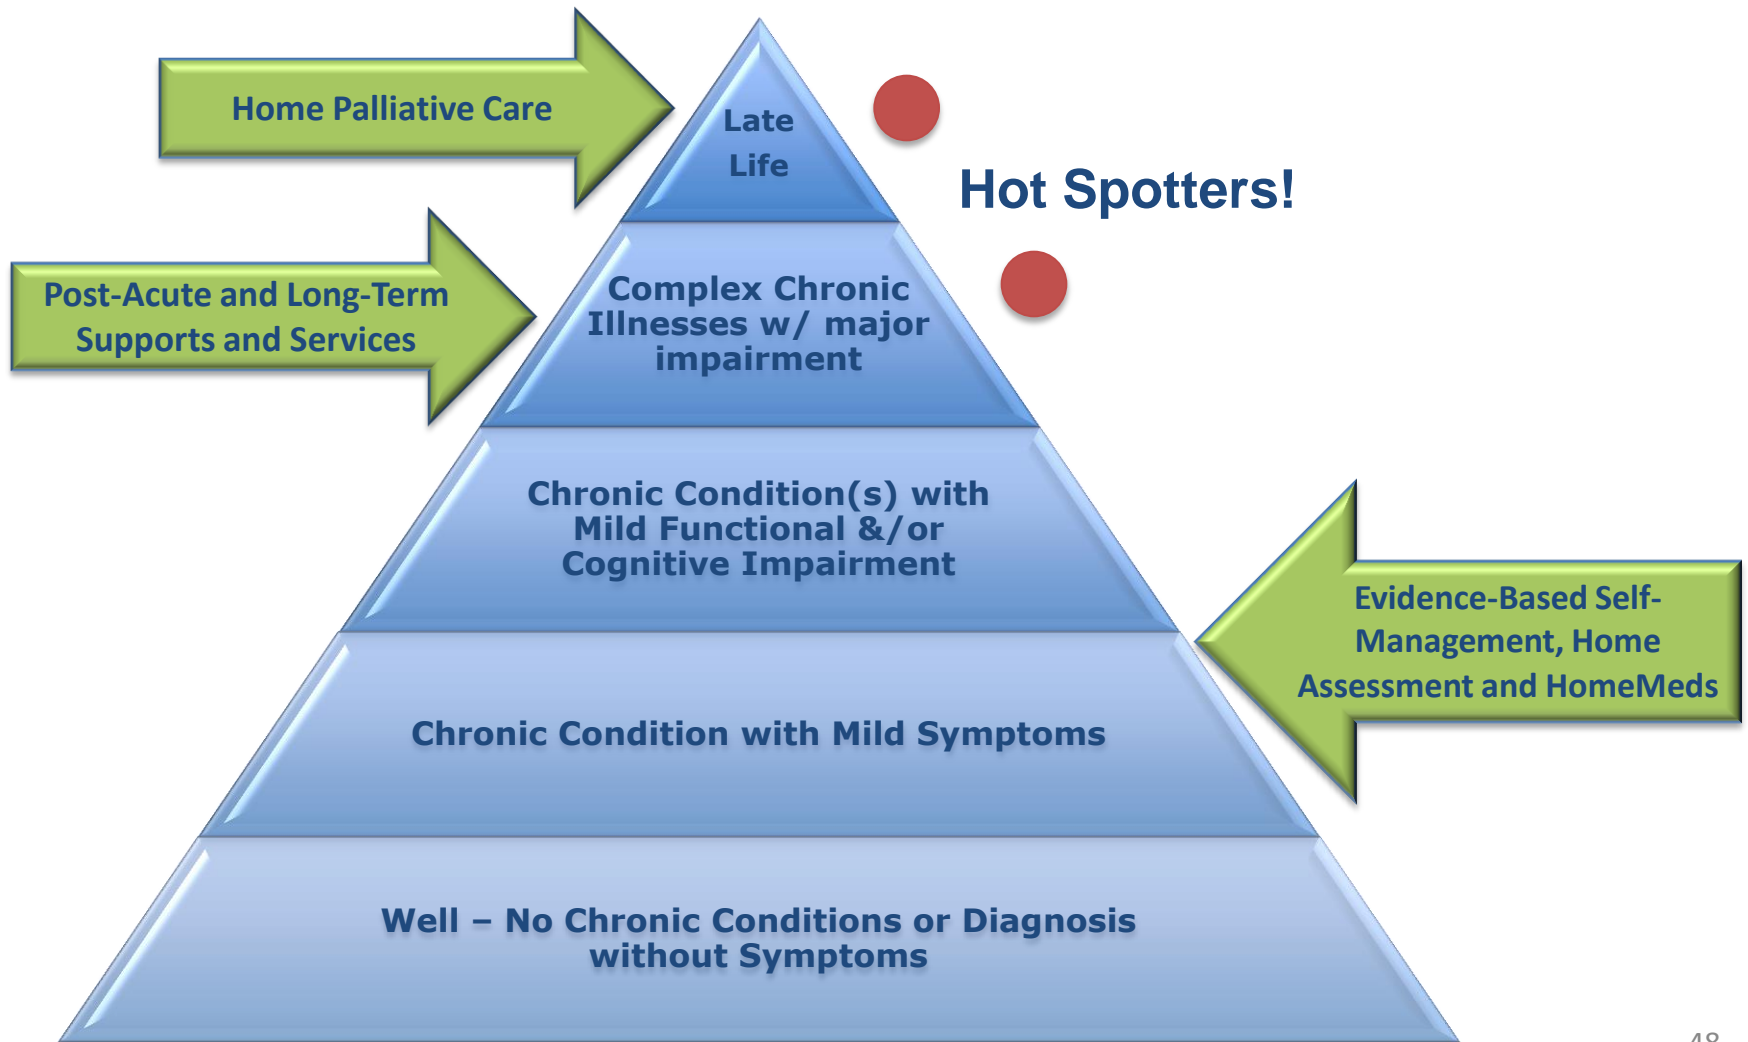 Home Palliative Care
Late
Life
Hot Spotters!
Post-Acute and Long-Term
Supports and Services
Complex Chronic
Illnesses w/ major
impairment
Chronic Condition(s) with
Mild Functional &/or
Cognitive Impairment
Evidence-Based Self-
Management, Home
Assessment and HomeMeds
Chronic Condition with Mild Symptoms
Well – No Chronic Conditions or Diagnosis
without Symptoms
48